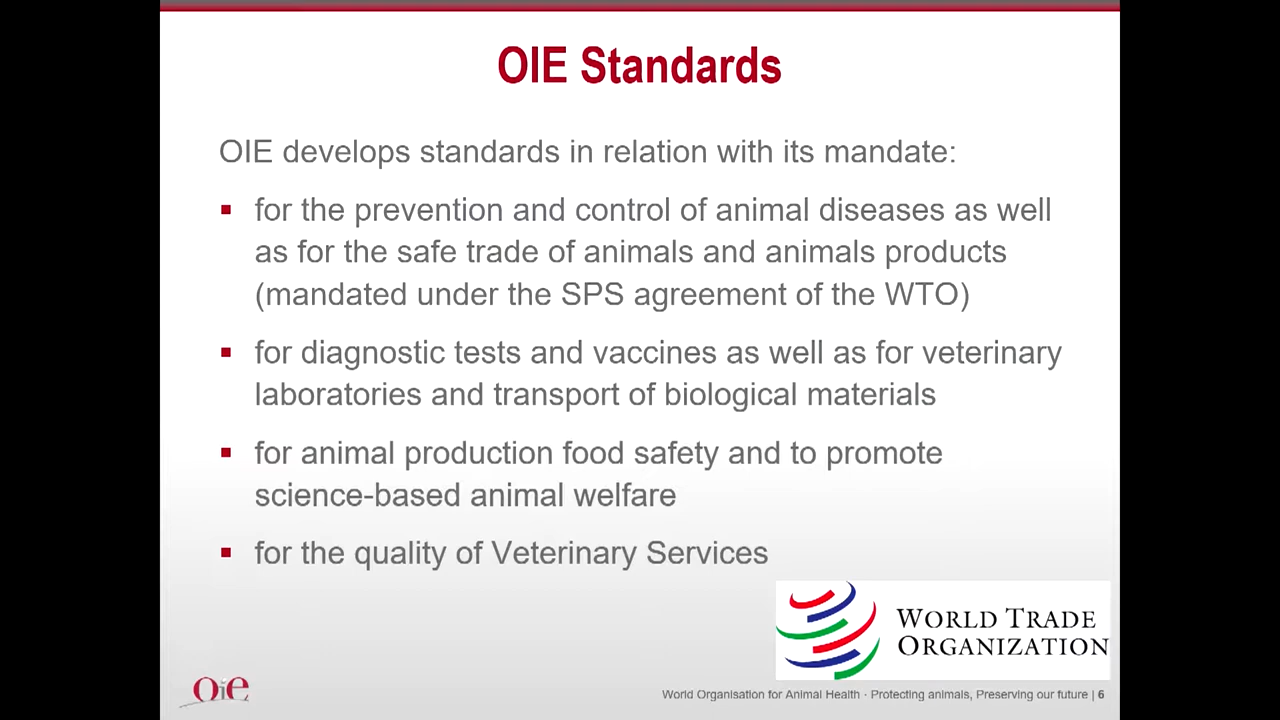 OIE Standards
OIE develops standards in relation with its mandate:
▪ for the prevention and control of animal diseases as well
as for the safe trade of animals and animals products
(mandated under the SPS agreement of the WTO)
▪ for diagnostic tests and vaccines as well as for veterinary
laboratories and transport of biological materials
▪ for animal production food safety and to promote
science-based animal welfare
▪ for the quality of Veterinary Services
WORLD TRADE
ORGANIZATION
Oie
World Organisation for Animal Health · Protecting animals, Preserving our future | 6